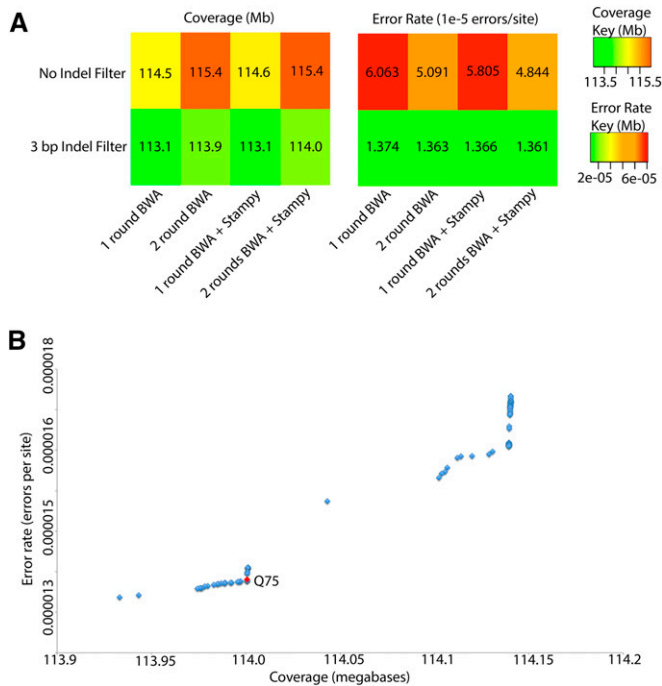 A
Coverage (Mb)
Error Rate (1e-5 errors/site)
Coverage
Key (Mb)
113.5 115.5
Error Rate
Key (Mb)
2e-05 6e-05
No Indel Filter
114.5 115.4 114.6 115.4
6.063 5.091 5.805 4.844
3 bp Indel Filter
113.1 113.9 113.1 114.0
1.374 1.363 1.366 1.361
1 round BWA
2 round BWA
1 round BWA + Stampy
2 rounds BWA + Stampy
1 round BWA
2 round BWA
1 round BWA + Stampy
2 rounds BWA + Stampy
B
Error rate (errors per site)
0.000018
0.000016
0.000015
0.000013
Q75
113.9 113.95 114.0 114.05 114.1 114.15 114.2
Coverage (megabases)